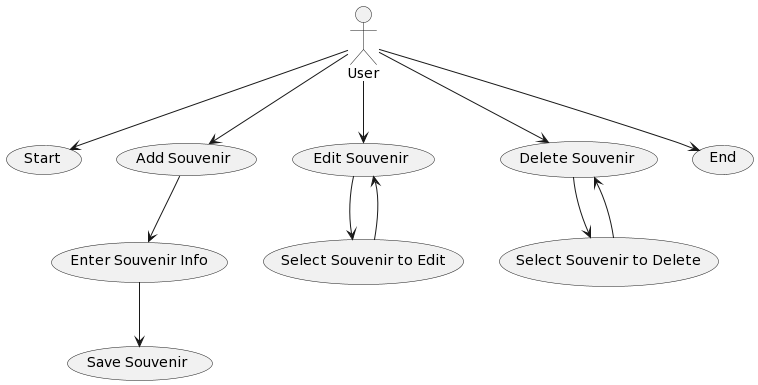 User
Start
Add Souvenir
Edit Souvenir
Delete Souvenir
End
Enter Souvenir Info
Select Souvenir to Edit
Select Souvenir to Delete
Save Souvenir